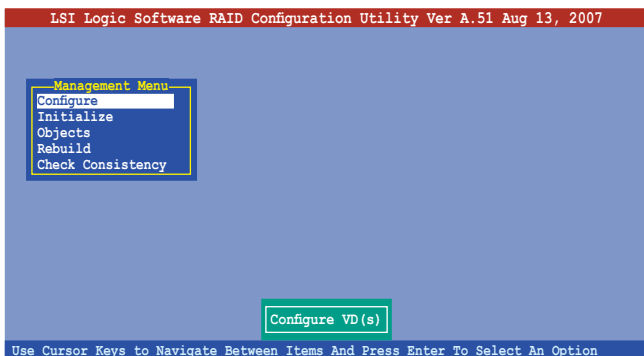 LSI Logic Software RAID Configuration Utility Ver A.51 Aug 13, 2007
Management Menu
Configure
Initialize
Objects
Rebuild
Check Consistency
Configure VD(s)
Use Cursor Keys to Navigate Between Items And Press Enter To Select An Option